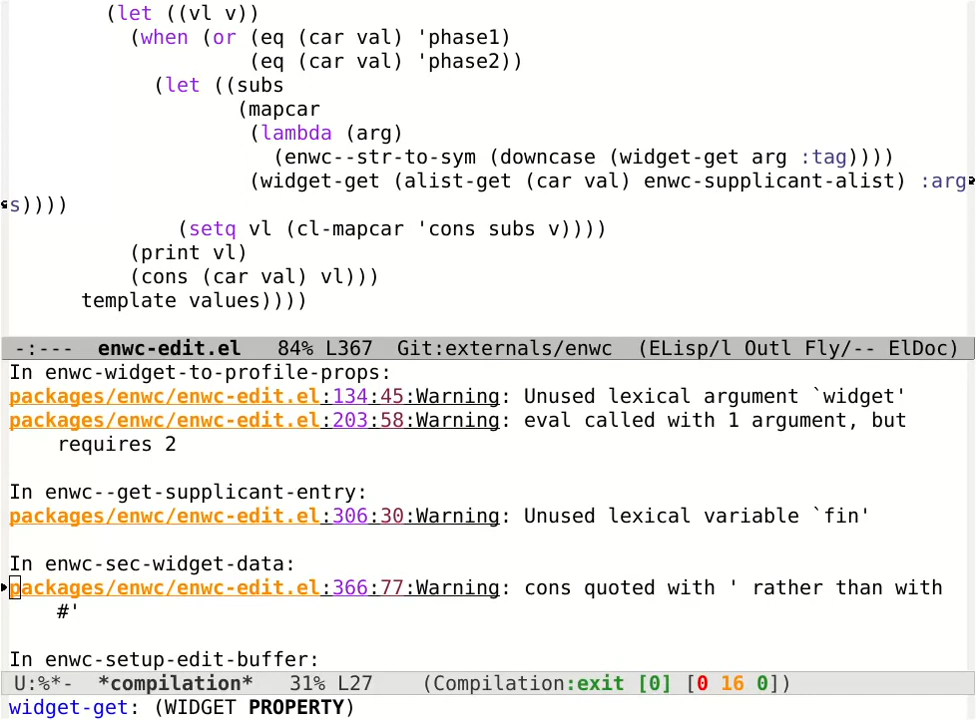 (let ((vl v))
(when (or (eq (car val) 'phase1)
(eq (car val) 'phase2))
(let ((subs
(mapcar
(lambda (arg)
(enwc--str-to-sym (downcase (widget-get arg :tag))))
(widget-get (alist-get (car val) enwc-supplicant-alist) :arg
s))))
(setq vl (cl-mapcar 'cons subs v))))
(print vl)
(cons (car val) vl)))
template values))))
-:--- enwc-edit.el 84% L367 Git:externals/enwc (ELisp/l Outl Fly/-- ElDoc)
In enwc-widget-to-profile-props:
packages/enwc/enwc-edit.el:134:45:Warning: Unused lexical argument `widget'
packages/enwc/enwc-edit.el:203:58:Warning: eval called with 1 argument, but
requires 2
In enwc--get-supplicant-entry:
packages/enwc/enwc-edit.el:306:30:Warning: Unused lexical variable `fin'
In enwc-sec-widget-data:
packages/enwc/enwc-edit.el:366:77:Warning: cons quoted with ' rather than with
#'
In enwc-setup-edit-buffer:
U:%*- *compilation* 31% L27 (Compilation:exit [0] [0 16 0])
widget-get: (WIDGET PROPERTY)